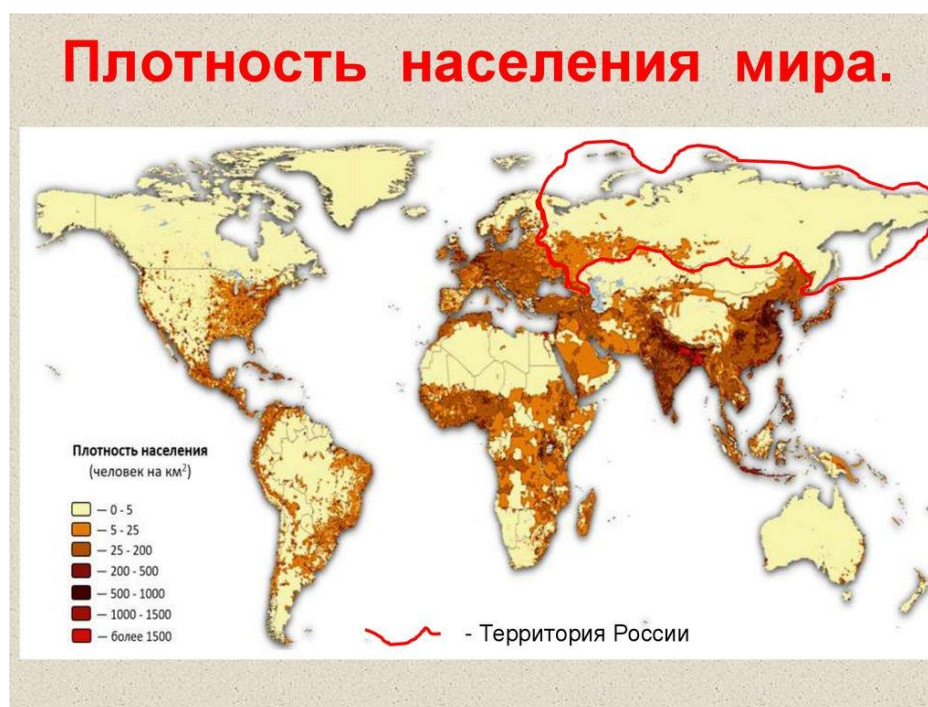 Плотность населения мира.
Плотность населения
(человек на км²)
— 0 - 5
— 5 - 25
— 25 - 200
— 200 - 500
— 500 - 1000
— 1000 - 1500
— более 1500
- Территория России